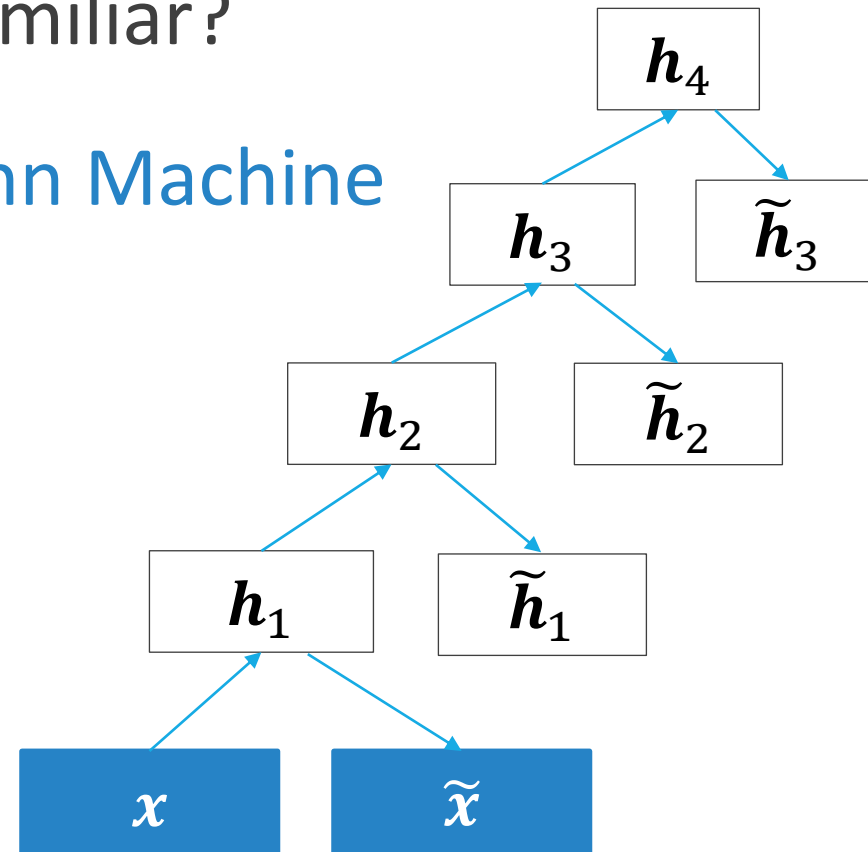 miliar?
nn Machine
h₄
h₃
h̃₃
h₂
h̃₂
h₁
h̃₁
x
x̃